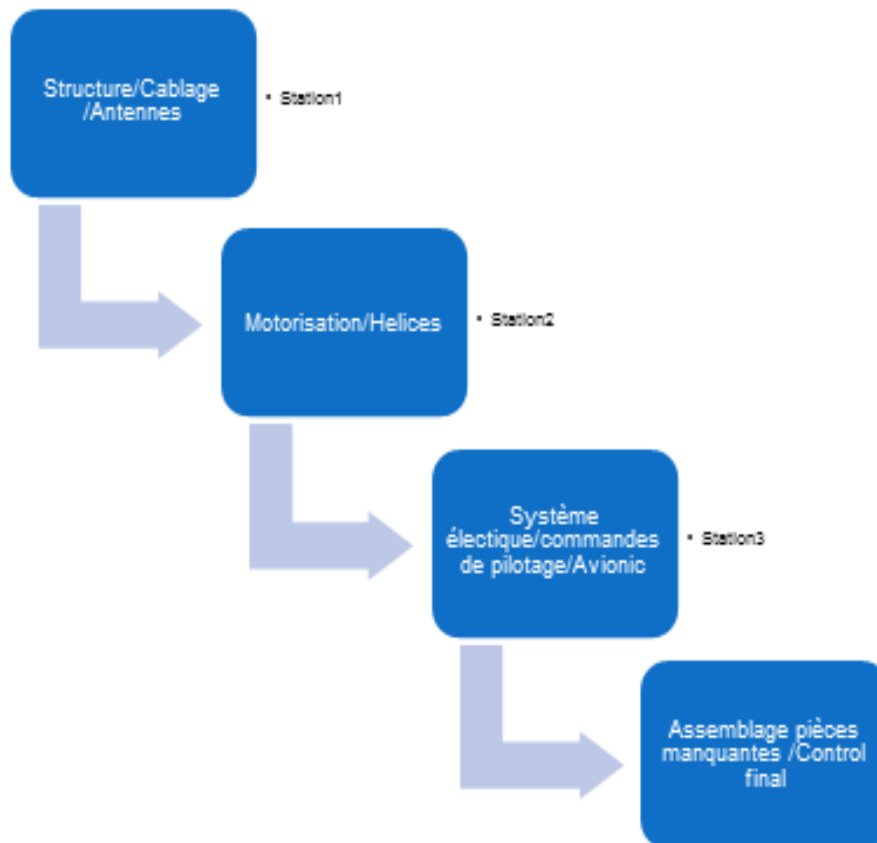 Structure/Cablage
/Antennes
• Station1
Motorisation/Helices
• Station2
Système
électique/commandes
de pilotage/Avionic
• Station3
Assemblage pièces
manquantes /Control
final